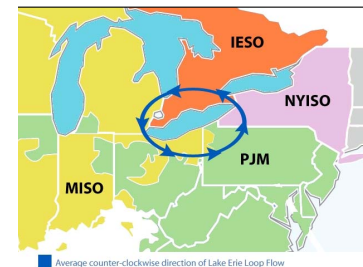 IESO
NYISO
PJM
MISO
Average counter-clockwise direction of Lake Erie Loop Flow